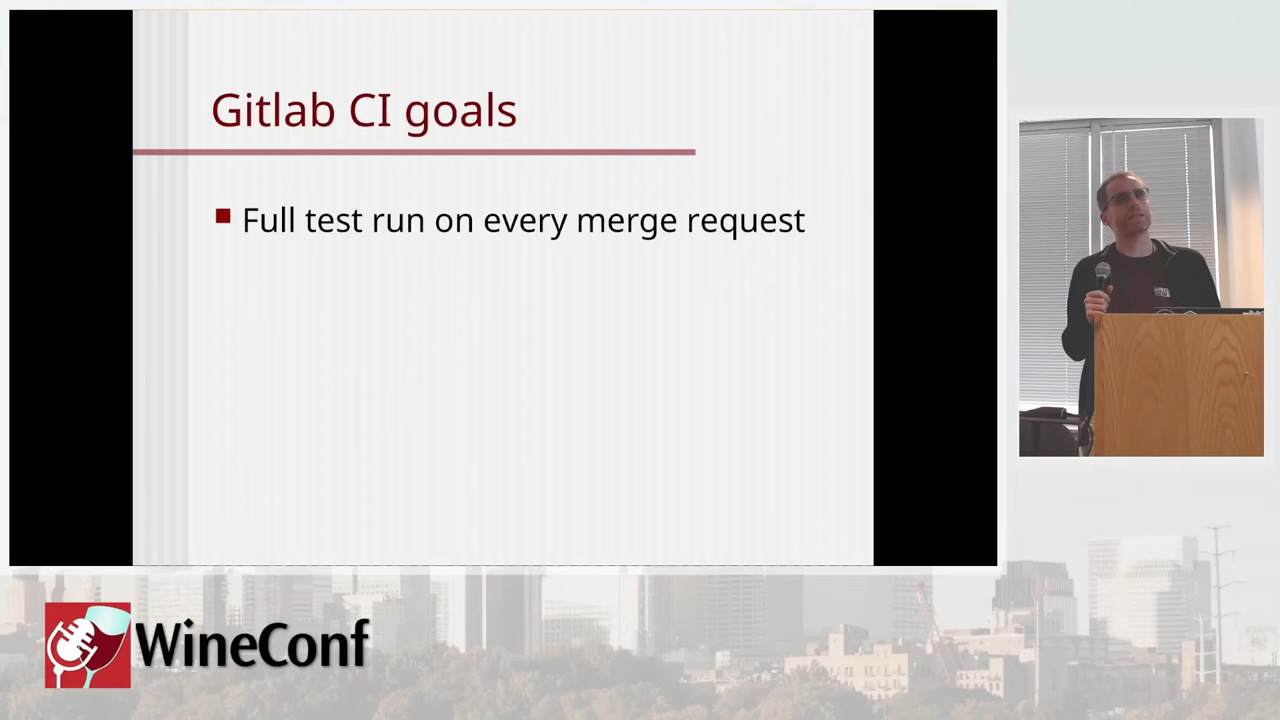 Gitlab CI goals
Full test run on every merge request
WineConf